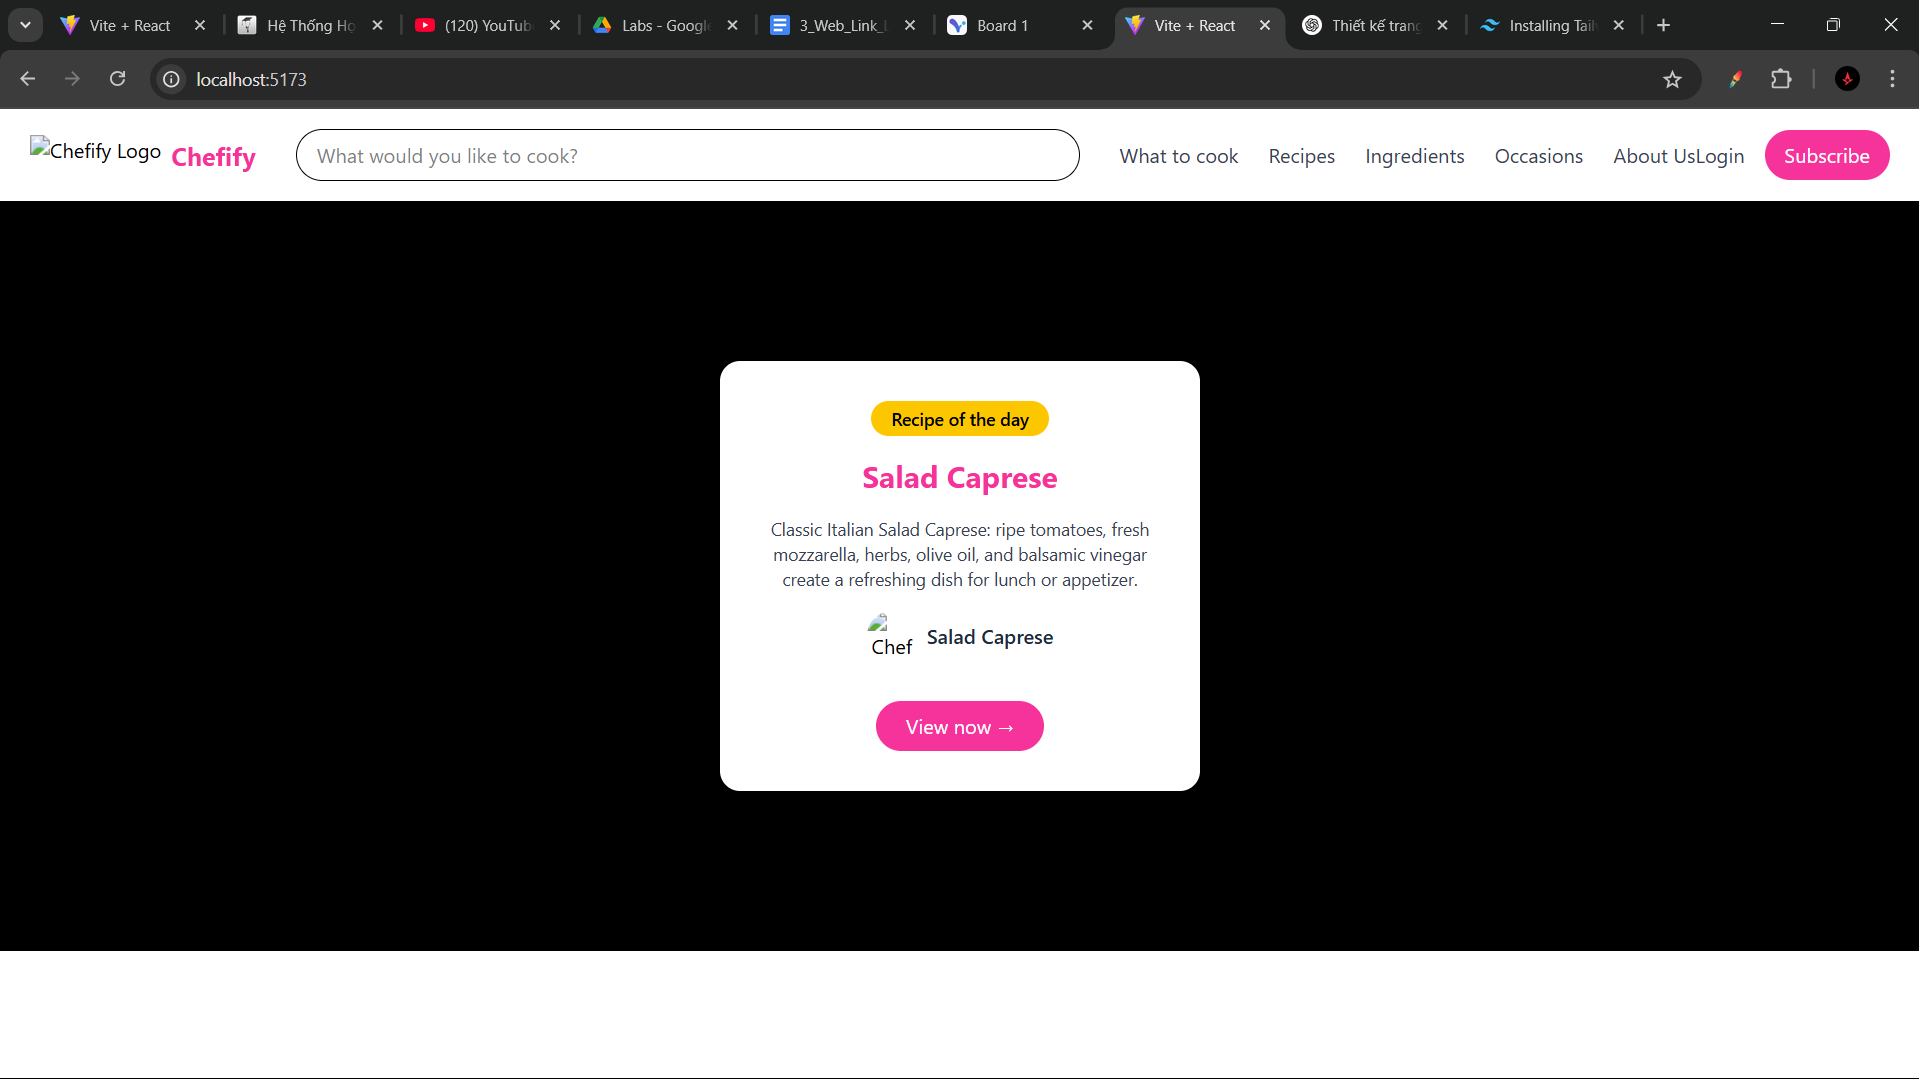 Vite + React
Hệ Thống Họ
(120) YouTub
Labs - Google
3_Web_Link_L
Board 1
Vite + React
Thiết kế trang
Installing Tail
localhost:5173
Chefify Logo Chefify
What would you like to cook?
What to cook Recipes Ingredients Occasions About UsLogin Subscribe
Recipe of the day
Salad Caprese
Classic Italian Salad Caprese: ripe tomatoes, fresh
mozzarella, herbs, olive oil, and balsamic vinegar
create a refreshing dish for lunch or appetizer.
Chef Salad Caprese
View now →